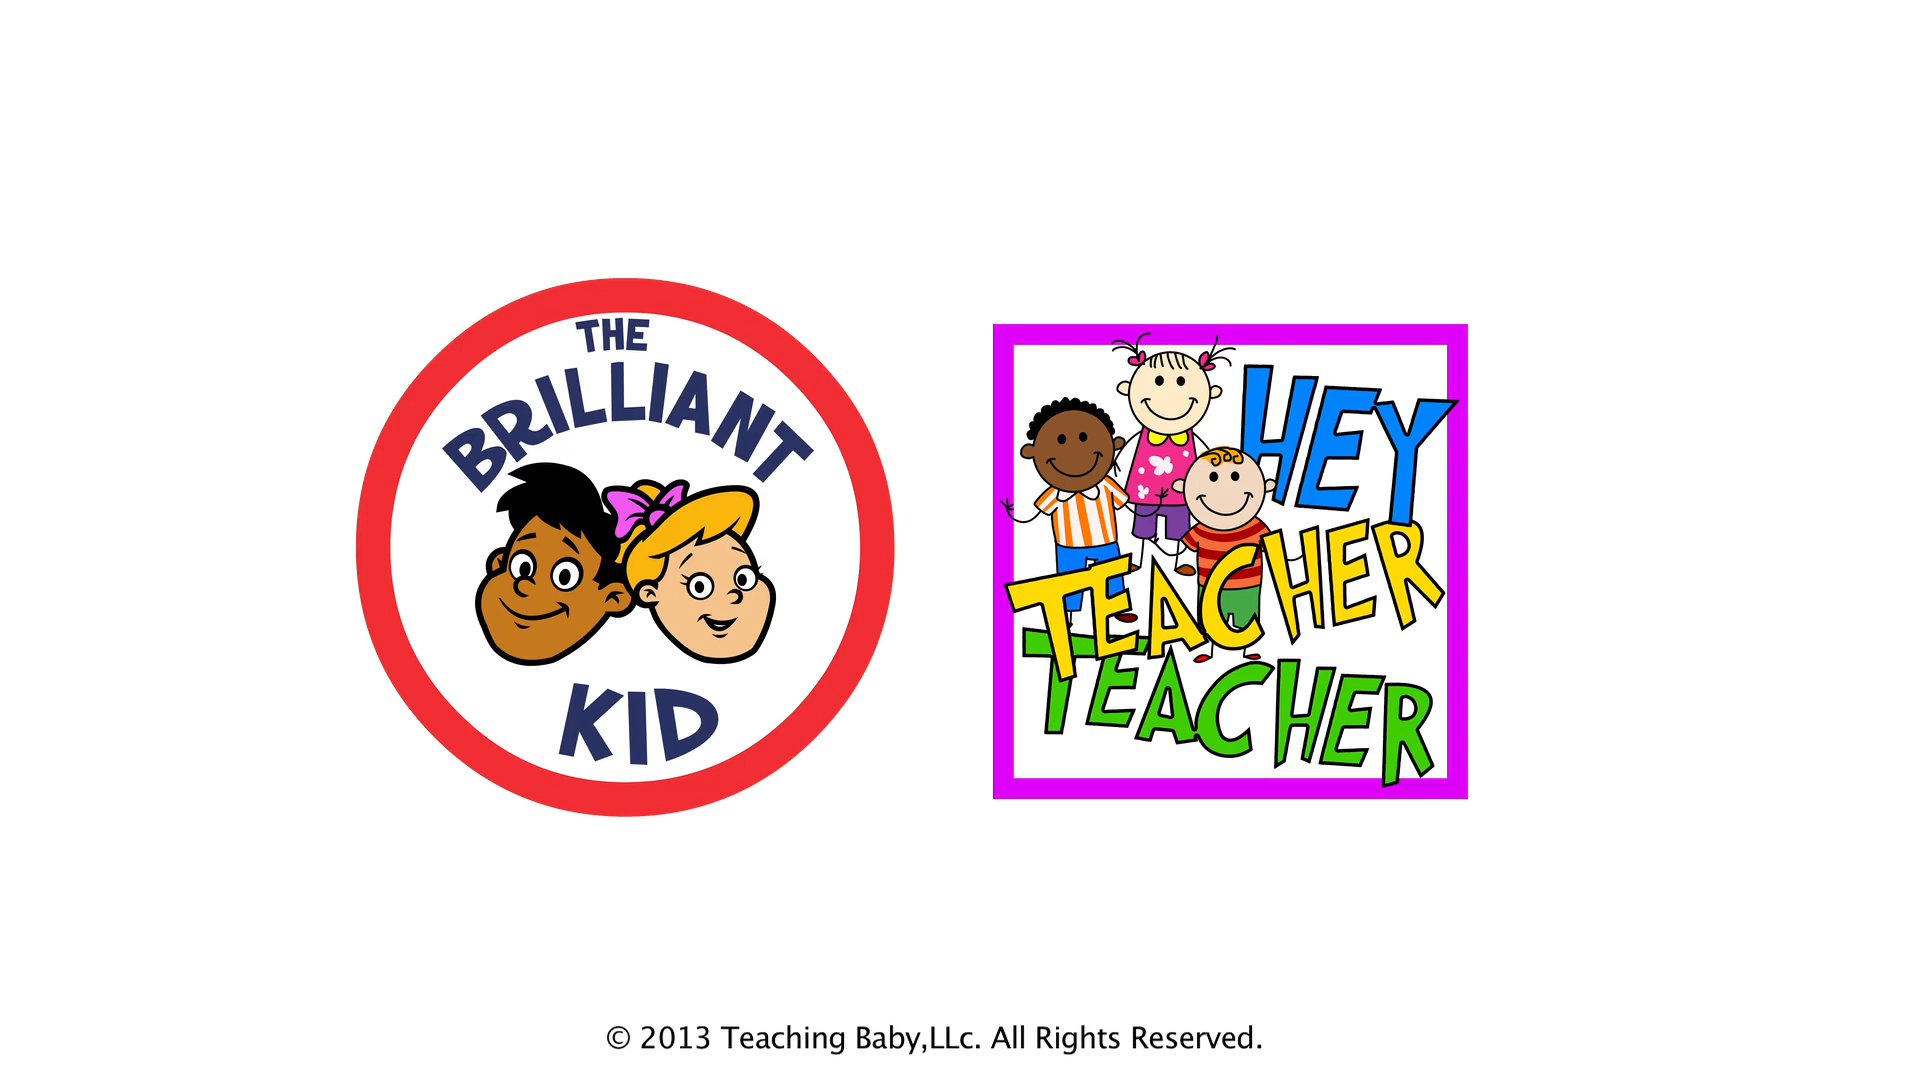 THE
BRILLIANT
KID
HEY
TEACHER
TEACHER
© 2013 Teaching Baby,LLc. All Rights Reserved.